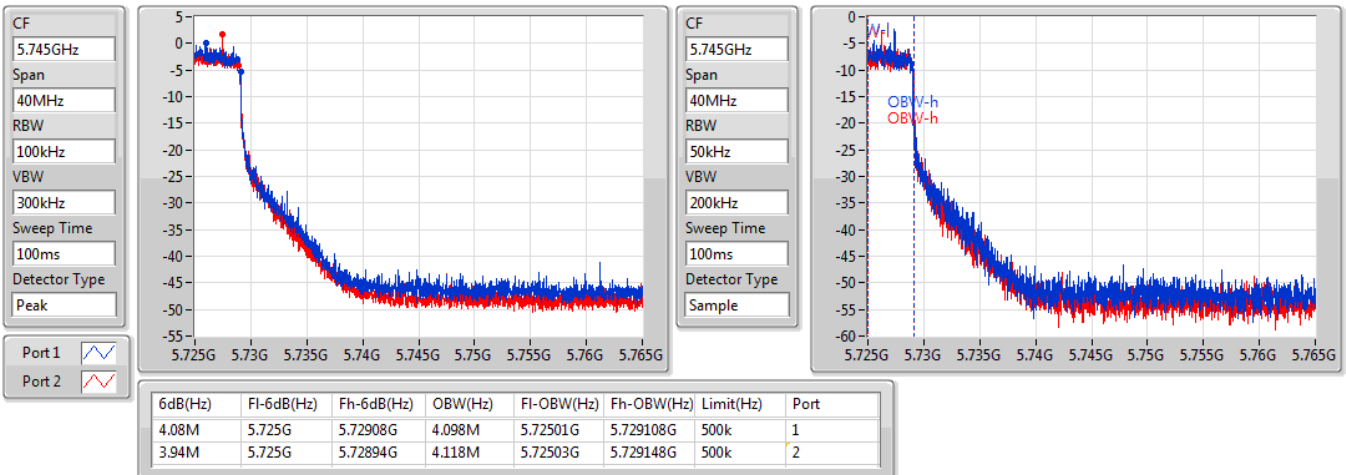 CF
5.745GHz
Span
40MHz
RBW
100kHz
VBW
300kHz
Sweep Time
100ms
Detector Type
Peak
Port 1
Port 2
5
0
-5
-10
-15
-20
-25
-30
-35
-40
-45
-50
-55
5.725G 5.73G 5.735G 5.74G 5.745G 5.75G 5.755G 5.76G 5.765G
CF
5.745GHz
Span
40MHz
RBW
50kHz
VBW
200kHz
Sweep Time
100ms
Detector Type
Sample
0
-5
-10
-15
-20
-25
-30
-35
-40
-45
-50
-55
-60
OBW-h
OBW-h
5.725G 5.73G 5.735G 5.74G 5.745G 5.75G 5.755G 5.76G 5.765G
6dB(Hz) Fl-6dB(Hz) Fh-6dB(Hz) OBW(Hz) Fl-OBW(Hz) Fh-OBW(Hz) Limit(Hz) Port
4.08M 5.725G 5.72908G 4.098M 5.72501G 5.729108G 500k 1
3.94M 5.725G 5.72894G 4.118M 5.72503G 5.729148G 500k 2